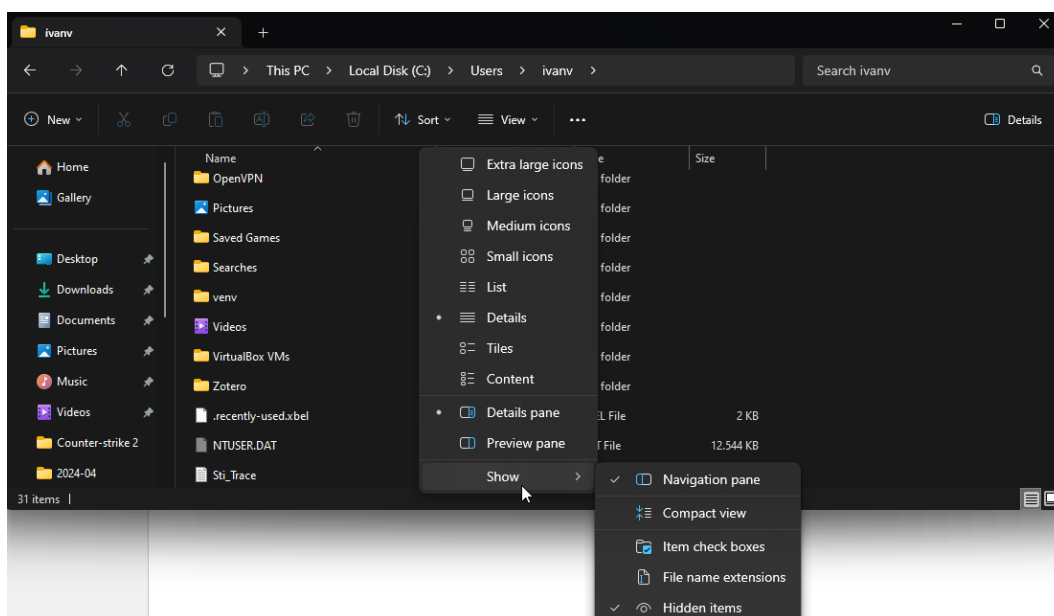 ivanv
This PC > Local Disk (C:) > Users > ivanv >
Search ivanv
New
Sort
View
Details
Home
Gallery
Desktop
Downloads
Documents
Pictures
Music
Videos
Counter-strike 2
2024-04
Name
Size
OpenVPN folder
Pictures folder
Saved Games folder
Searches folder
venv folder
Videos folder
VirtualBox VMs folder
Zotero folder
.recently-used.xbel EL File 2 KB
NTUSER.DAT T File 12.544 KB
Sti_Trace
Extra large icons
Large icons
Medium icons
Small icons
List
Details
Tiles
Content
Details pane
Preview pane
Show
Navigation pane
Compact view
Item check boxes
File name extensions
Hidden items
31 items